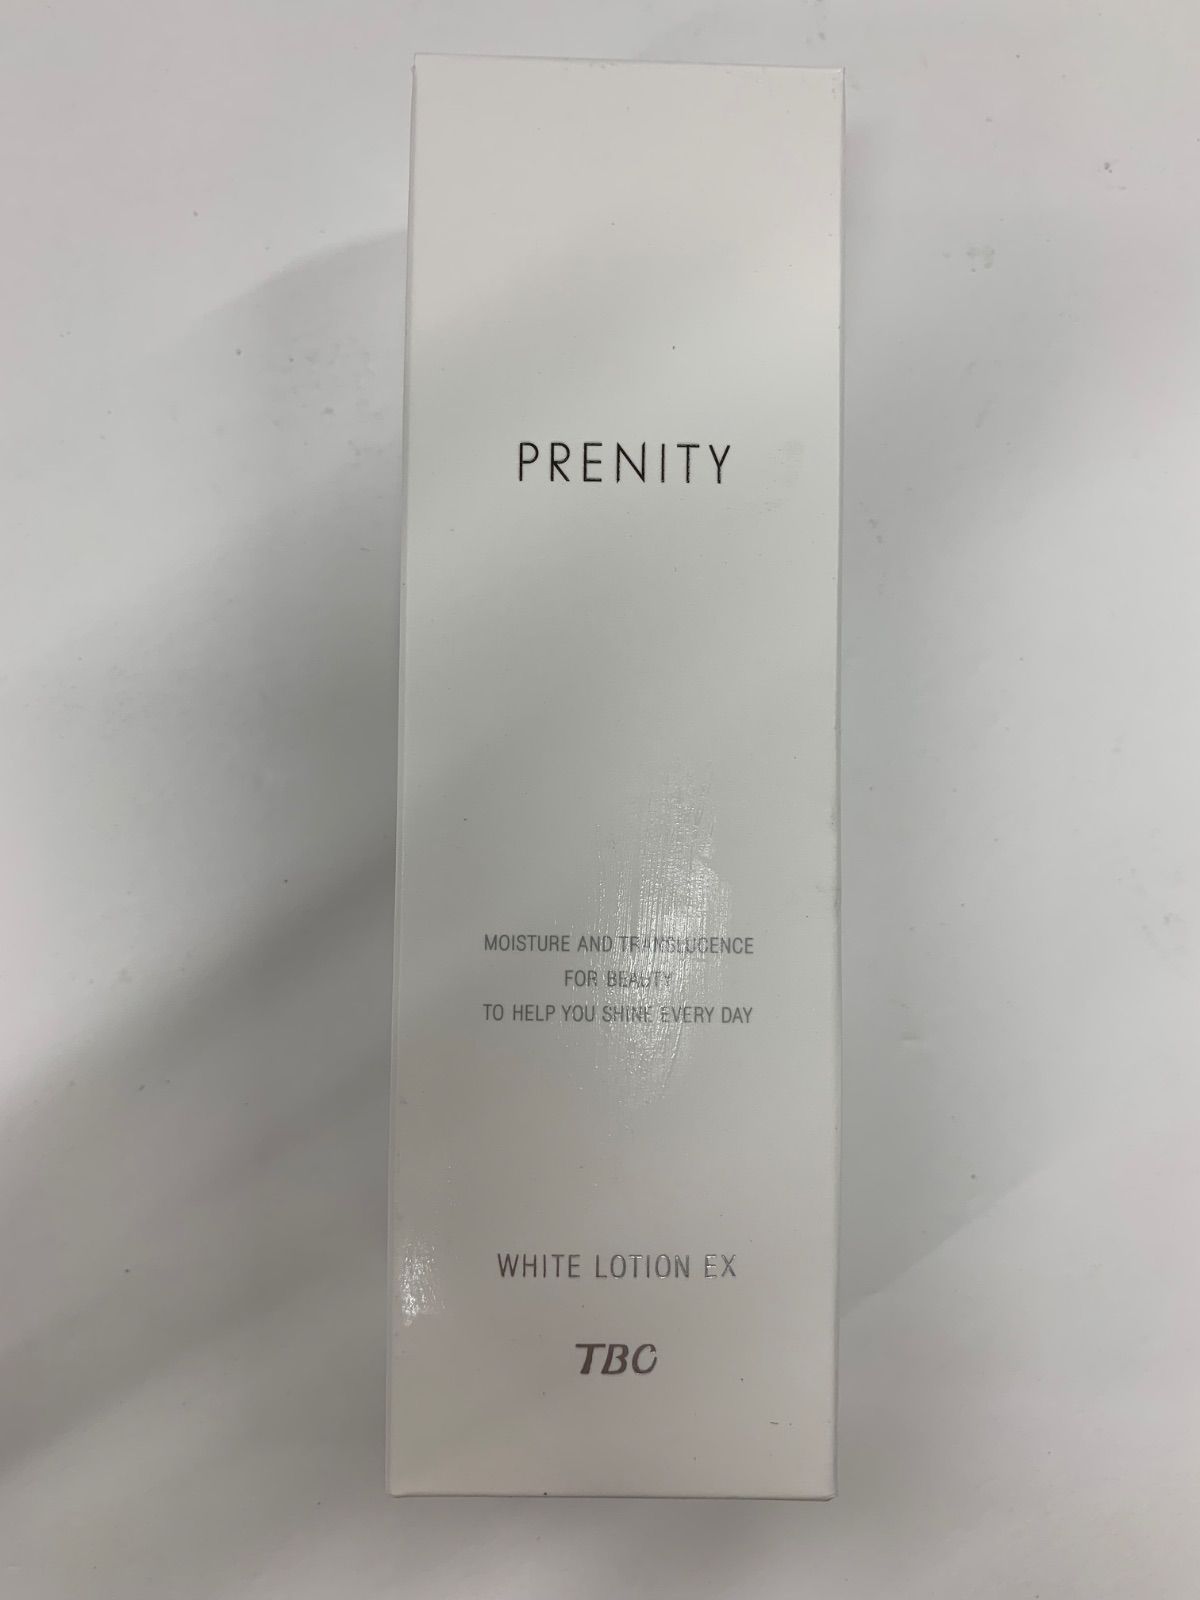 PRENITY
MOISTURE AND TRANSLUCENCE
FOR BEAUTY
TO HELP YOU SHINE EVERY DAY
WHITE LOTION EX
TBC